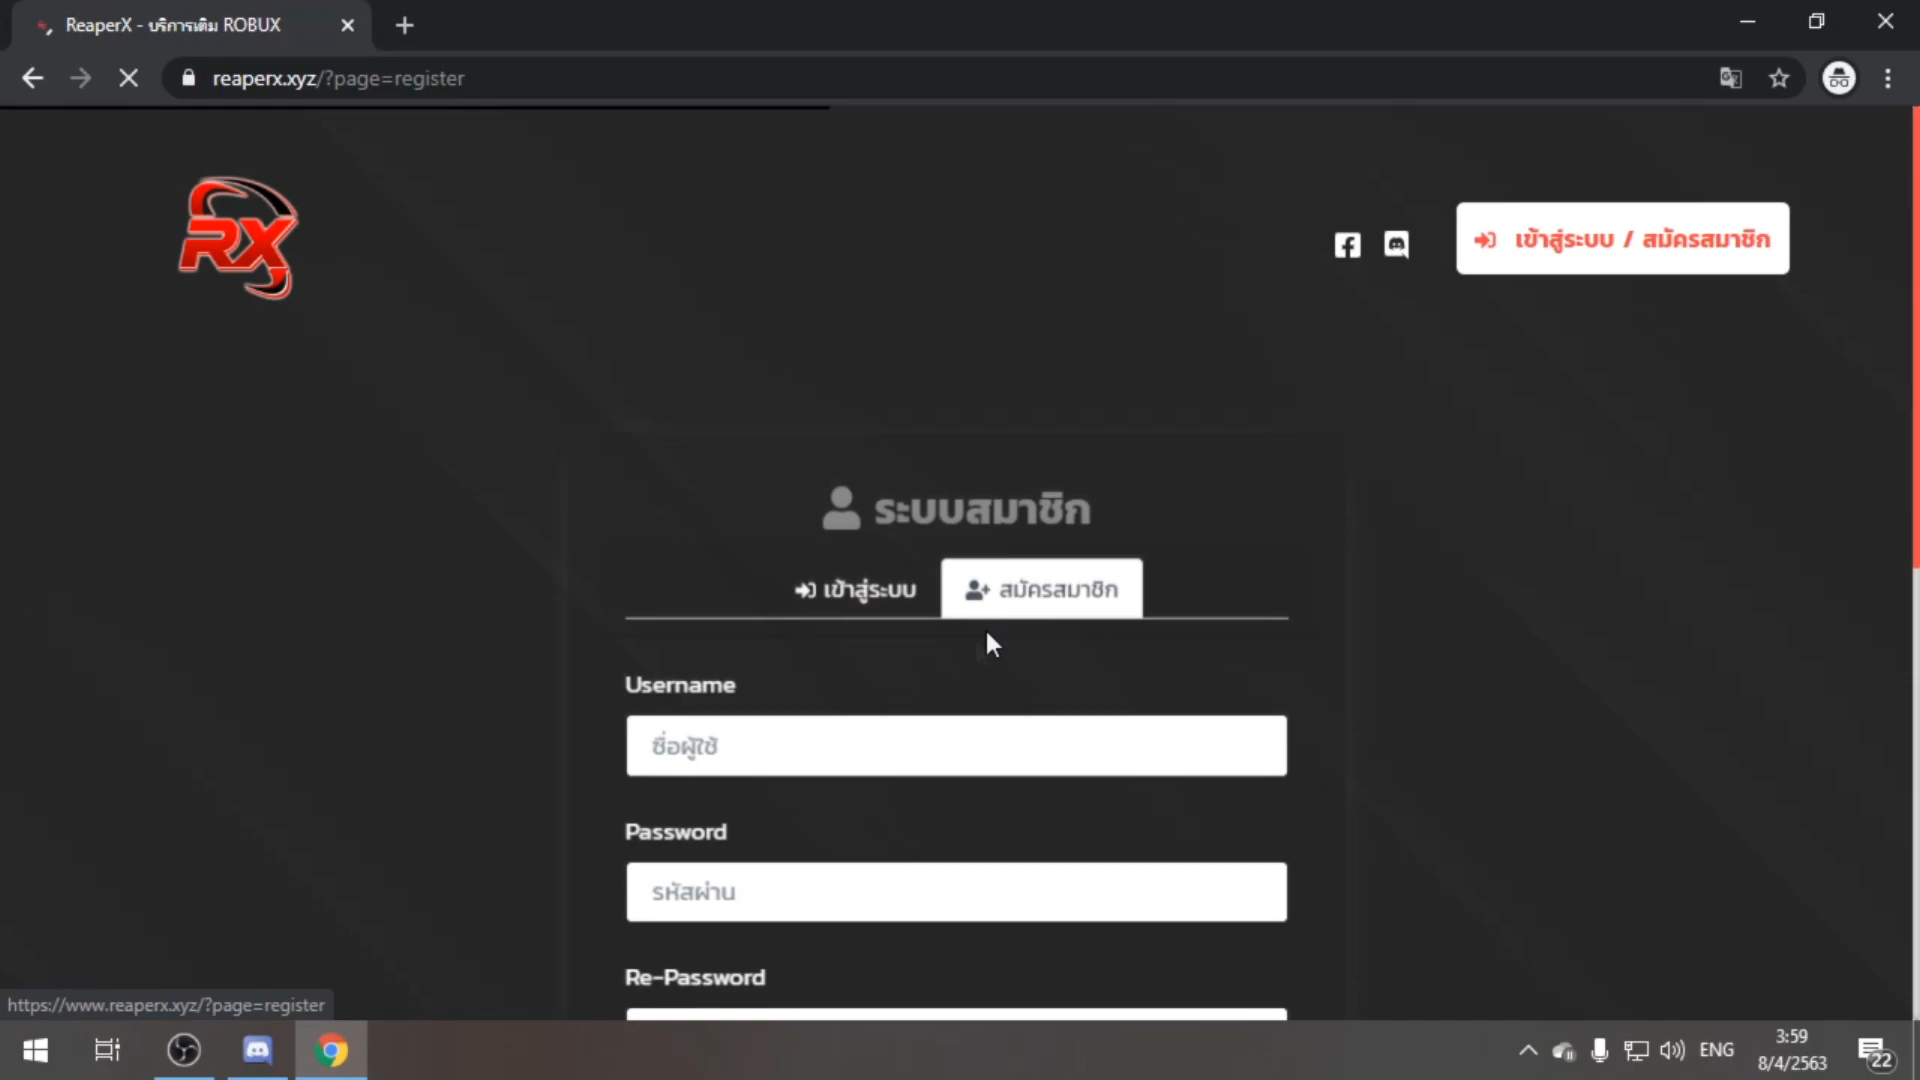 ReaperX - บริการเติม ROBUX
reaperx.xyz/?page=register
RX
เข้าสู่ระบบ / สมัครสมาชิก
ระบบสมาชิก
เข้าสู่ระบบ
สมัครสมาชิก
Username
ชื่อผู้ใช้
Password
รหัสผ่าน
Re-Password
https://www.reaperx.xyz/?page=register
ENG
3:59
8/4/2563
22